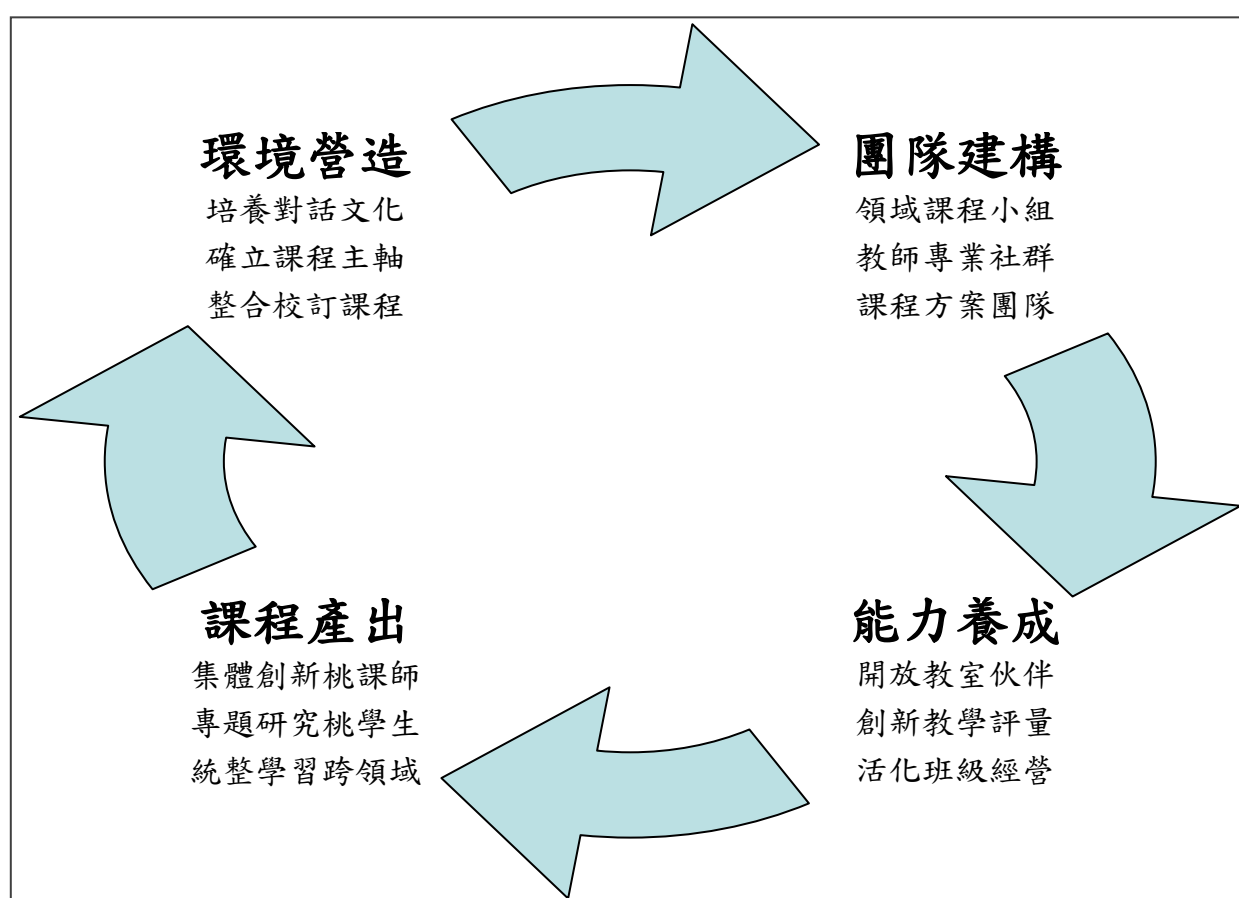 環境營造
培養對話文化
確立課程主軸
整合校訂課程
團隊建構
領域課程小組
教師專業社群
課程方案團隊
能力養成
開放教室伙伴
創新教學評量
活化班級經營
課程產出
集體創新桃課師
專題研究桃學生
統整學習跨領域